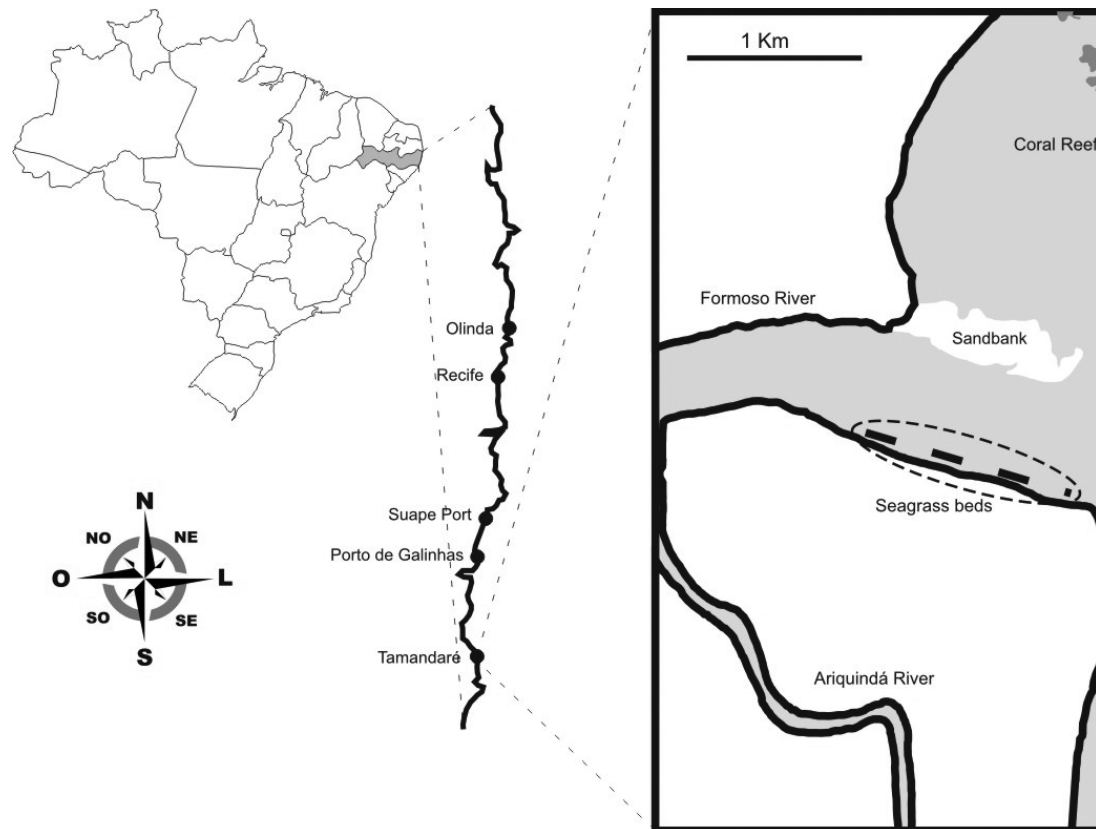 1 Km
Coral Reef
Formoso River
Sandbank
Olinda
Recife
Seagrass beds
Suape Port
Porto de Galinhas
Tamandaré
Ariquindá River
N
NO
NE
O
L
SO
SE
S